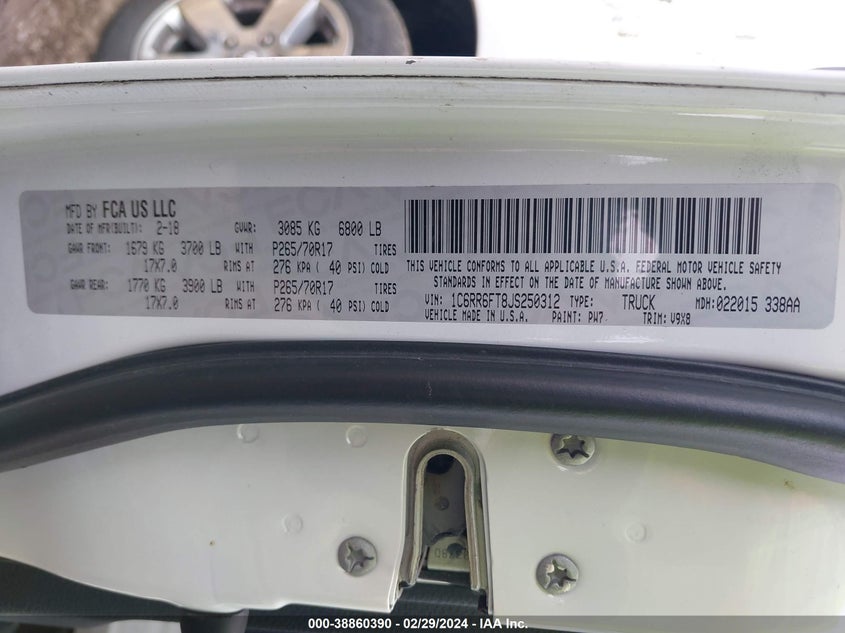 MFD BY FCA US LLC
DATE OF MFR(BUILT): 2-18 GVWR: 3085 KG 6800 LB
GAWR FRONT: 1679 KG 3700 LB WITH P265/70R17 TIRES
17X7.0 RIMS AT 276 KPA ( 40 PSI) COLD
GAWR REAR: 1770 KG 3900 LB WITH P265/70R17 TIRES
17X7.0 RIMS AT 276 KPA ( 40 PSI) COLD
THIS VEHICLE CONFORMS TO ALL APPLICABLE U.S.A. FEDERAL MOTOR VEHICLE SAFETY
STANDARDS IN EFFECT ON THE DATE OF MANUFACTURE SHOWN ABOVE.
VIN: 1C6RR6FT8JS250312 TYPE: TRUCK MDH: 022015 338AA
VEHICLE MADE IN U.S.A. PAINT: PW7 TRIM: V9X8
000-38860390 - 02/29/2024 - IAA Inc.